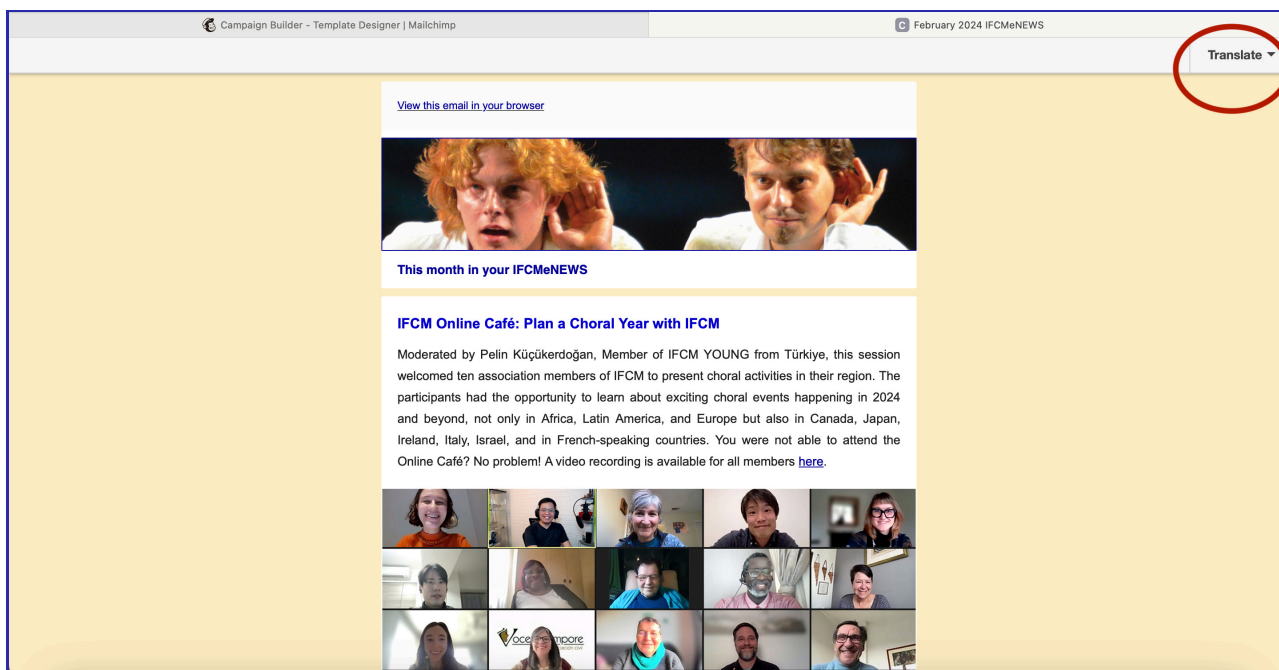 Campaign Builder - Template Designer | Mailchimp
C February 2024 IFCMeNEWS
Translate
View this email in your browser
This month in your IFCMeNEWS
IFCM Online Café: Plan a Choral Year with IFCM
Moderated by Pelin Küçükerdoğan, Member of IFCM YOUNG from Türkiye, this session
welcomed ten association members of IFCM to present choral activities in their region. The
participants had the opportunity to learn about exciting choral events happening in 2024
and beyond, not only in Africa, Latin America, and Europe but also in Canada, Japan,
Ireland, Italy, Israel, and in French-speaking countries. You were not able to attend the
Online Café? No problem! A video recording is available for all members here.